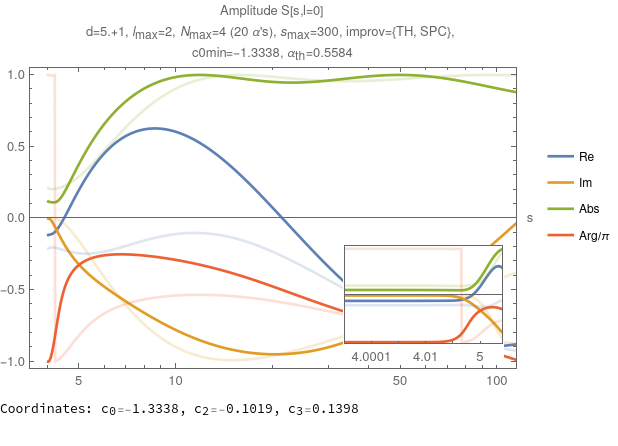 Amplitude S[s,l=0]
d=5.+1, lmax=2, Nmax=4 (20 α's), smax=300, improv={TH, SPC},
c0min=-1.3338, αth=0.5584
1.0
0.5
0.0
-0.5
-1.0
5
10
50
100
s
4.0001
4.01
5
Re
Im
Abs
Arg/π
Coordinates: c0=-1.3338, c2=-0.1019, c3=0.1398